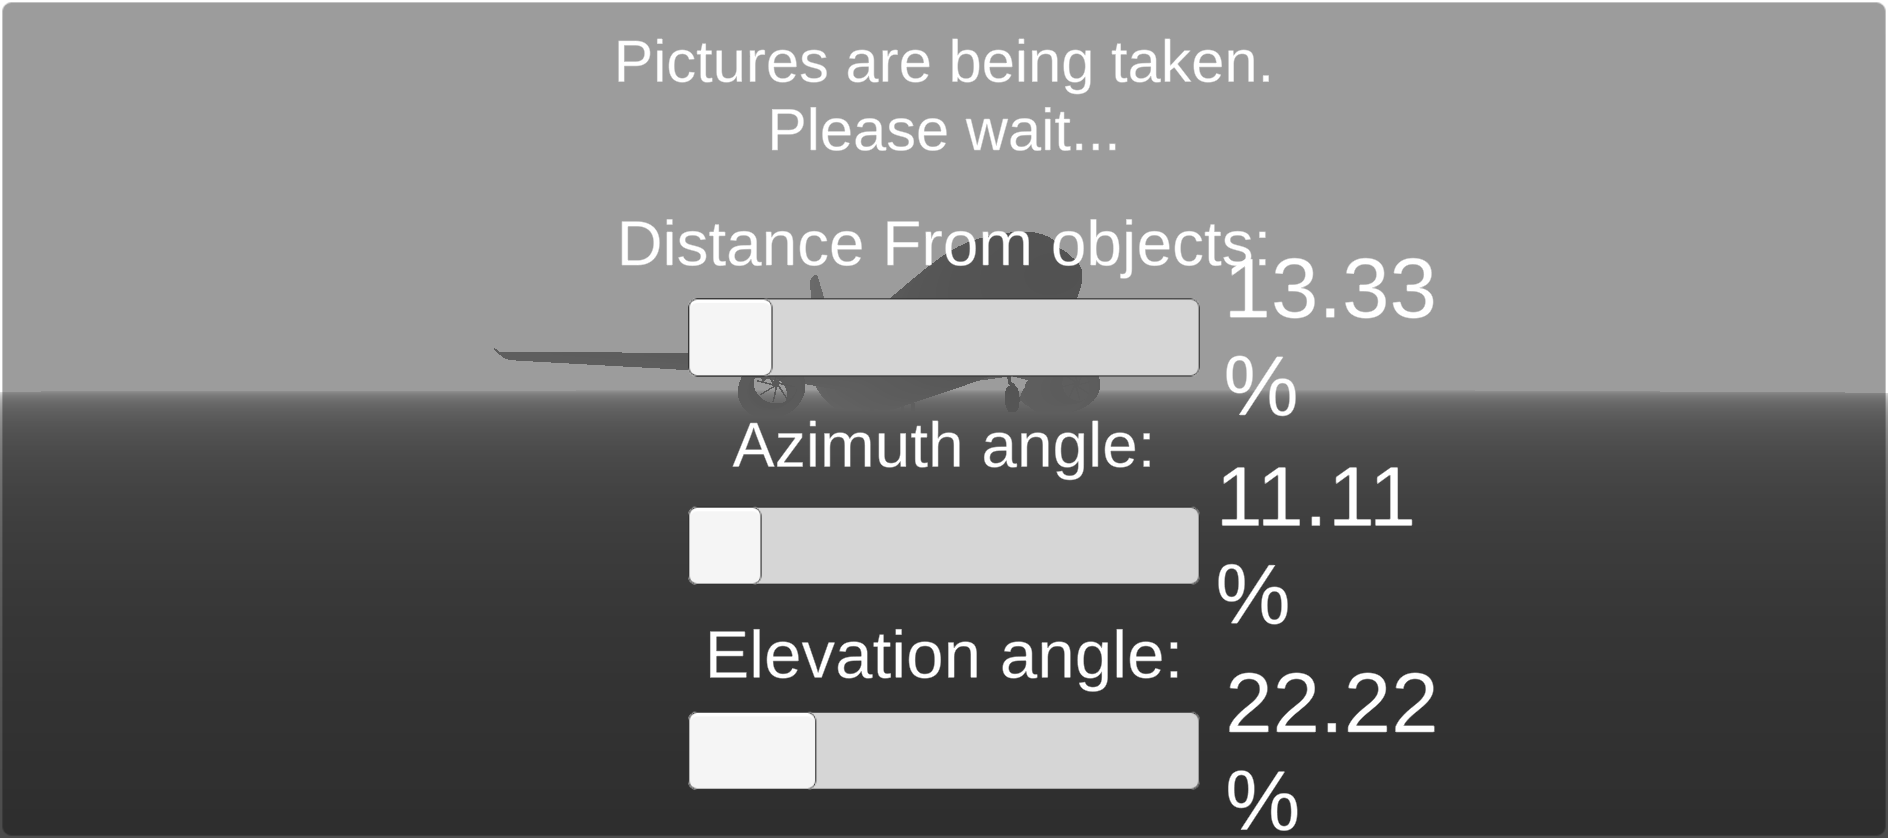 Pictures are being taken.
Please wait...
Distance From objects:
13.33
%
Azimuth angle:
11.11
%
Elevation angle:
22.22
%